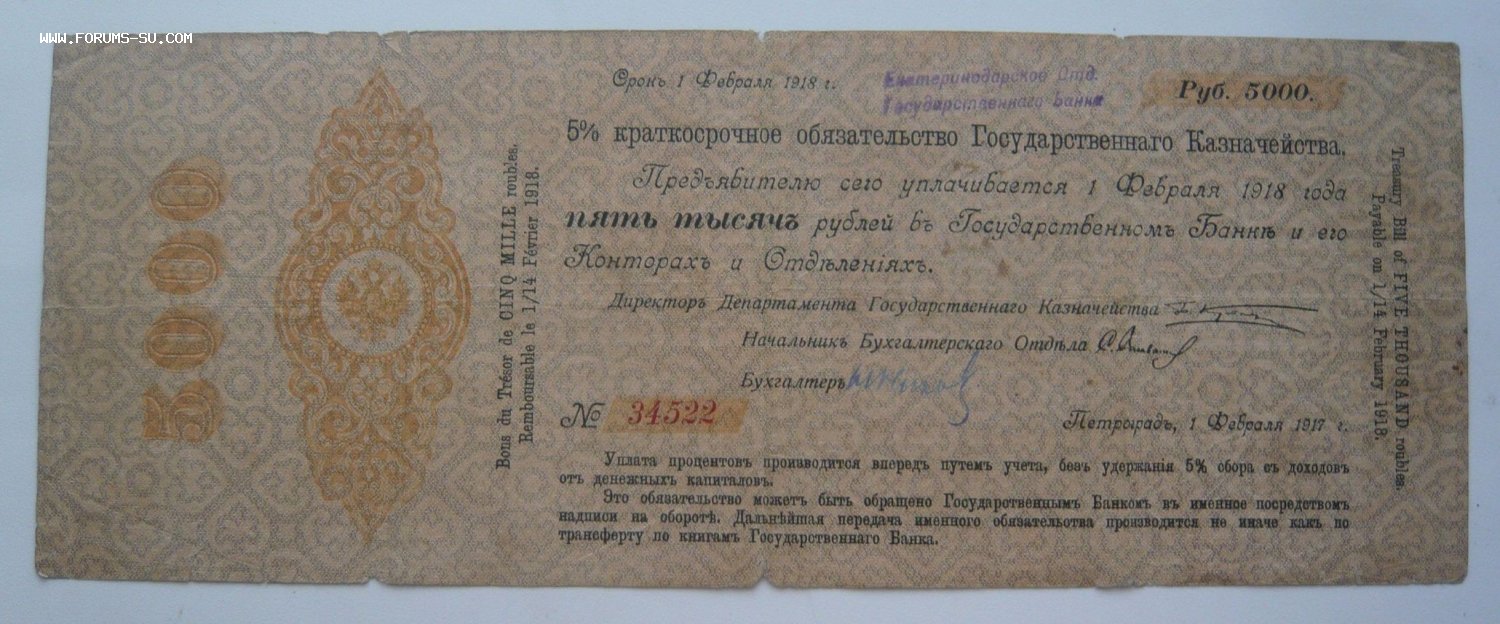 www.forums-su.com
Срокъ 1 Февраля 1918 г.
Екатеринодарское Отд.
Государственнаго Банка
Руб. 5000.
5% краткосрочное обязательство Государственнаго Казначейства.
Предъявителю сего уплачивается 1 Февраля 1918 года
пять тысячъ рублей въ Государственномъ Банкѣ и его
Конторахъ и Отдѣленіяхъ.
Директоръ Департамента Государственнаго Казначейства
Начальникъ Бухгалтерскаго Отдѣла
Бухгалтеръ
№ 34522
Петроградъ, 1 Февраля 1917 г.
Уплата процентовъ производится впередъ путемъ учета, безъ удержанія 5% сбора съ доходовъ
отъ денежныхъ капиталовъ.
Это обязательство можетъ быть обращено Государственнымъ Банкомъ въ именное посредствомъ
надписи на оборотѣ. Дальнѣйшая передача именного обязательства производится не иначе какъ по
трансферту по книгамъ Государственнаго Банка.
5000
Bons du Trésor de CINQ MILLE roubles.
Remboursable le 1/14 Février 1918.
Treasury Bill of FIVE THOUSAND roubles.
Payable on 1/14 February 1918.